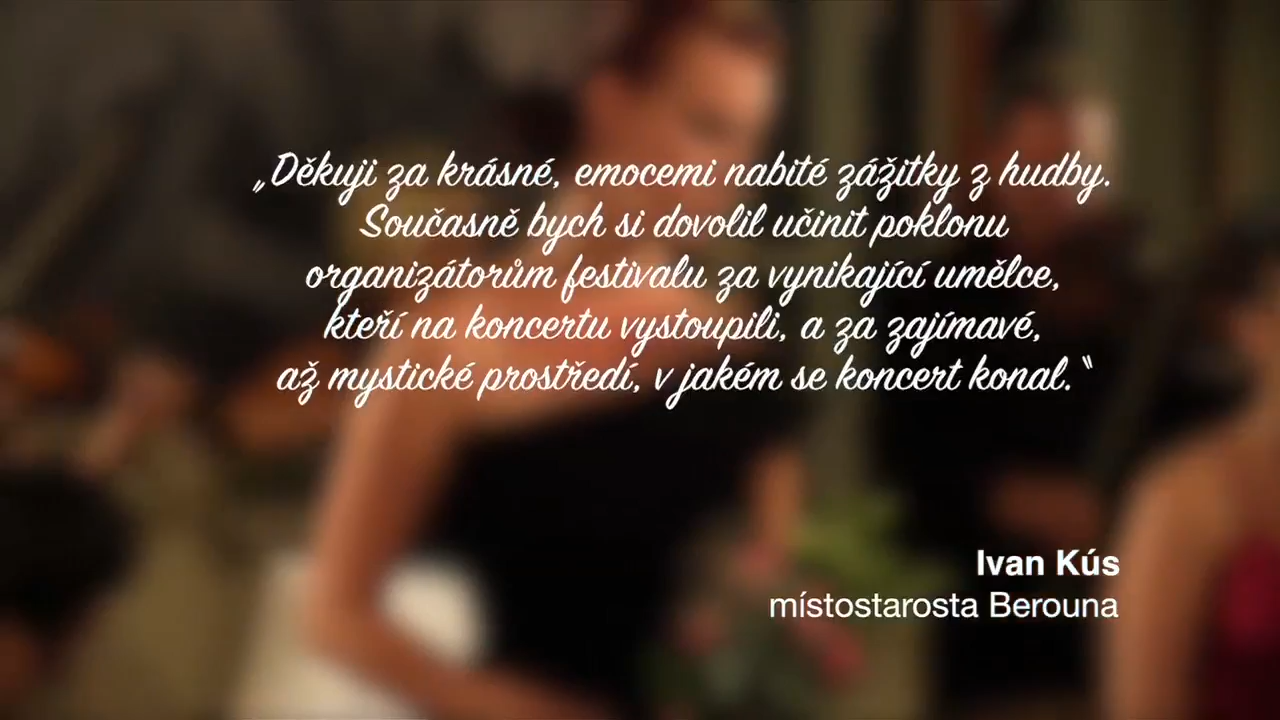 „Děkuji za krásné, emocemi nabité zážitky z hudby.
Současně bych si dovolil učinit poklonu
organizátorům festivalu za vynikající umělce,
kteří na koncertu vystoupili, a za zajímavé,
až mystické prostředí, v jakém se koncert konal.“
Ivan Kús
místostarosta Berouna